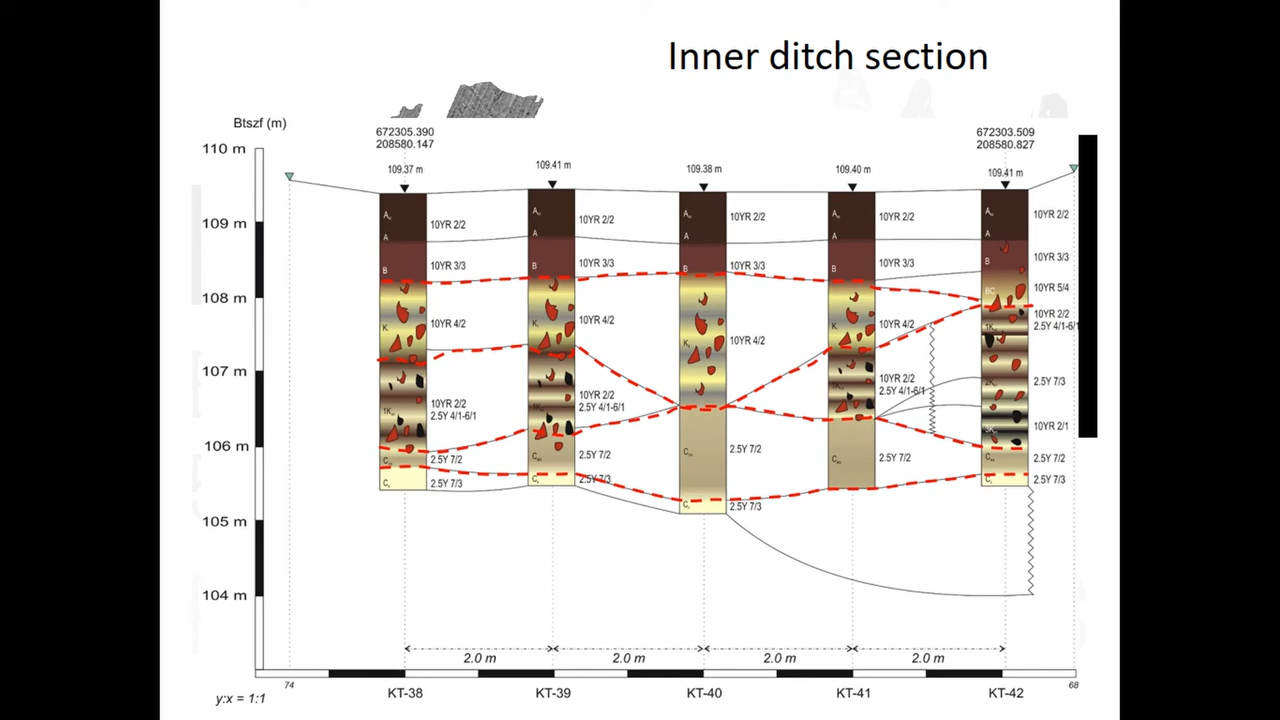 Inner ditch section
Btszf (m)
672305.390
208580.147
672303.509
208580.827
110 m
109 m
108 m
107 m
106 m
105 m
104 m
109.37 m
109.41 m
109.38 m
109.40 m
109.41 m
A
B
10YR 2/2
10YR 3/3
10YR 4/2
10YR 2/2
2.5Y 4/1-6/1
2.5Y 7/2
2.5Y 7/3
A
B
10YR 2/2
10YR 3/3
10YR 4/2
10YR 2/2
2.5Y 4/1-6/1
2.5Y 7/2
2.5Y 7/3
B
10YR 2/2
10YR 3/3
10YR 4/2
2.5Y 7/2
2.5Y 7/3
A
B
10YR 2/2
10YR 3/3
10YR 4/2
10YR 2/2
2.5Y 4/1-6/1
2.5Y 7/2
A
B
BC
10YR 2/2
10YR 3/3
10YR 5/4
10YR 2/2
2.5Y 4/1-6/1
2.5Y 7/3
10YR 2/1
2.5Y 7/2
2.5Y 7/3
2.0 m
2.0 m
2.0 m
2.0 m
74
68
y:x = 1:1
KT-38
KT-39
KT-40
KT-41
KT-42